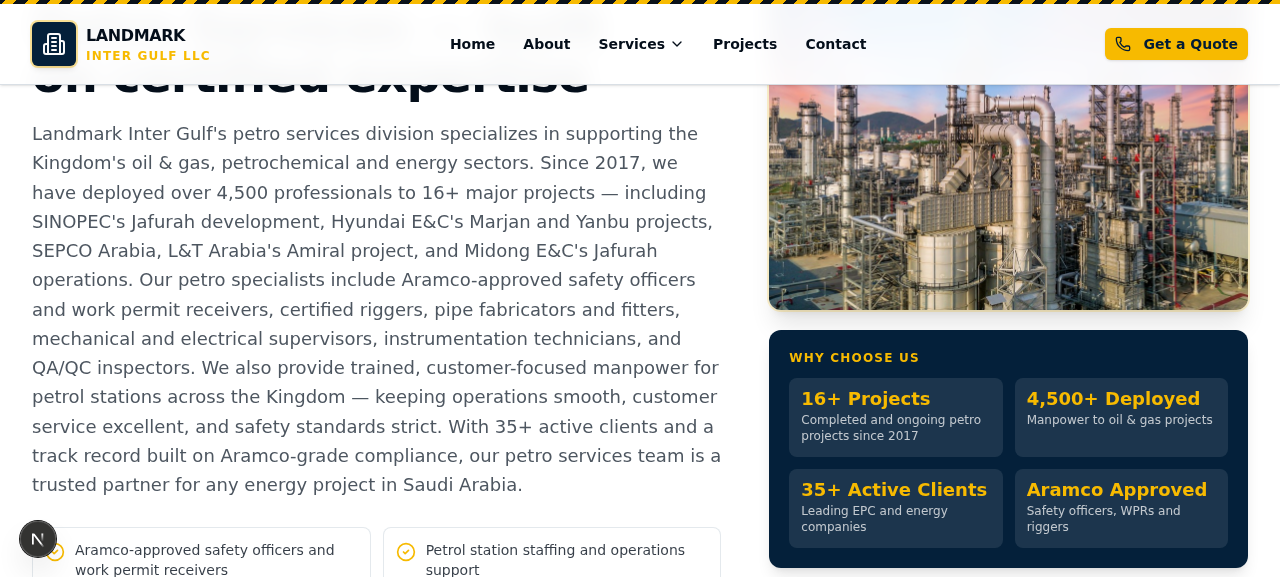 LANDMARK
INTER GULF LLC
Home
About
Services
Projects
Contact
Get a Quote
on certified expertise
Landmark Inter Gulf's petro services division specializes in supporting the
Kingdom's oil & gas, petrochemical and energy sectors. Since 2017, we
have deployed over 4,500 professionals to 16+ major projects — including
SINOPEC's Jafurah development, Hyundai E&C's Marjan and Yanbu projects,
SEPCO Arabia, L&T Arabia's Amiral project, and Midong E&C's Jafurah
operations. Our petro specialists include Aramco-approved safety officers
and work permit receivers, certified riggers, pipe fabricators and fitters,
mechanical and electrical supervisors, instrumentation technicians, and
QA/QC inspectors. We also provide trained, customer-focused manpower for
petrol stations across the Kingdom — keeping operations smooth, customer
service excellent, and safety standards strict. With 35+ active clients and a
track record built on Aramco-grade compliance, our petro services team is a
trusted partner for any energy project in Saudi Arabia.
Aramco-approved safety officers and
work permit receivers
Petrol station staffing and operations
support
WHY CHOOSE US
16+ Projects
Completed and ongoing petro
projects since 2017
4,500+ Deployed
Manpower to oil & gas projects
35+ Active Clients
Leading EPC and energy
companies
Aramco Approved
Safety officers, WPRs and
riggers
N